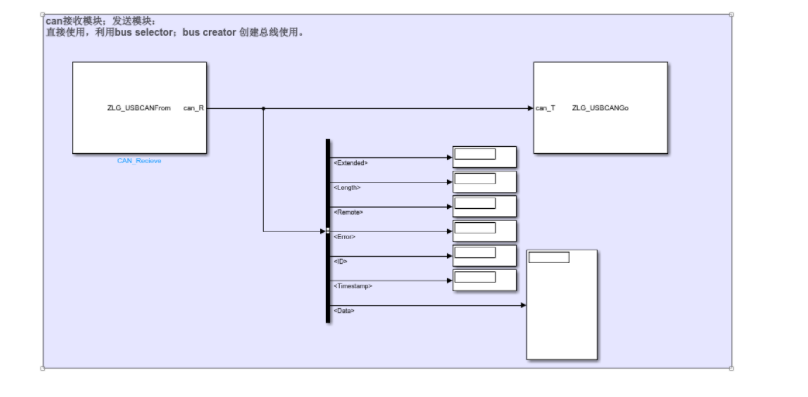 can接收模块；发送模块；
直接使用，利用bus selector；bus creator 创建总线使用。
ZLG_USBCANFrom can_R
can_T ZLG_USBCANGo
CAN_Recieve
<Extended>
<Length>
<Remote>
<Error>
<ID>
<Timestamp>
<Data>